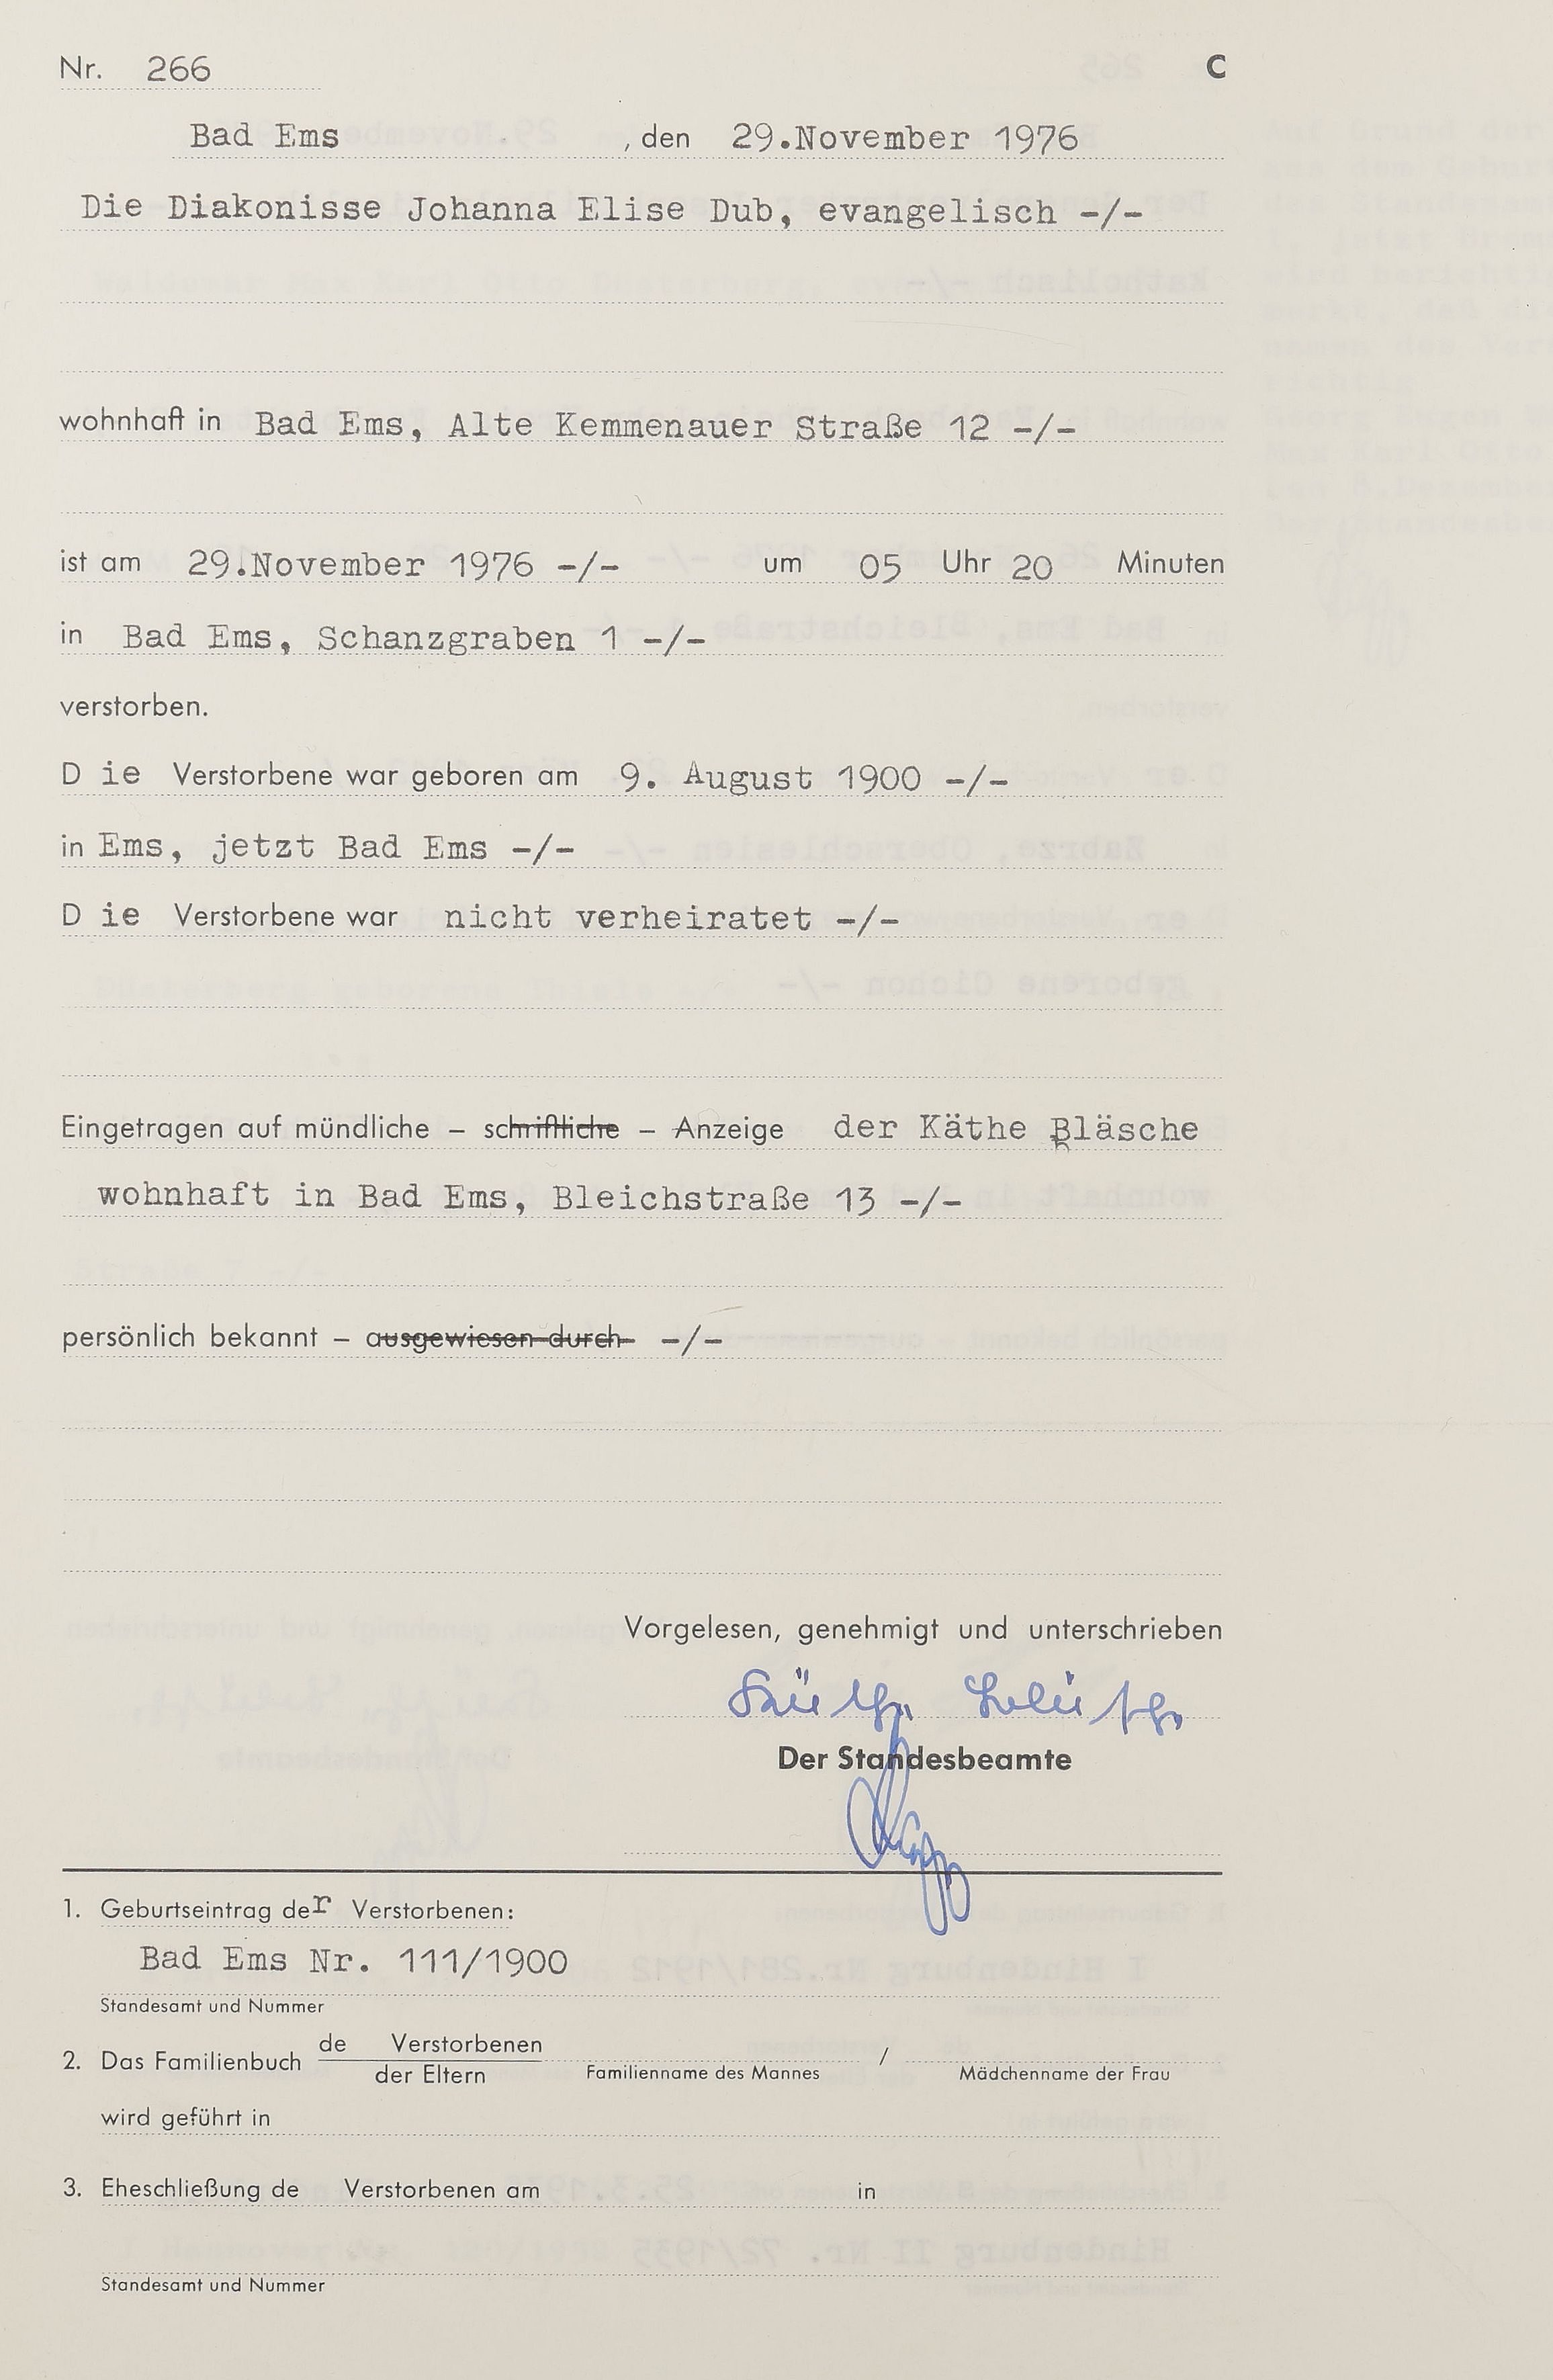 Nr. 266 C
Bad Ems , den 29.November 1976
Die Diakonisse Johanna Elise Dub, evangelisch -/-
wohnhaft in Bad Ems, Alte Kemmenauer Straße 12 -/-
ist am 29.November 1976 -/- um 05 Uhr 20 Minuten
in Bad Ems, Schanzgraben 1 -/-
verstorben.
D ie Verstorbene war geboren am 9. August 1900 -/-
in Ems, jetzt Bad Ems -/-
D ie Verstorbene war nicht verheiratet -/-
Eingetragen auf mündliche – schriftliche – Anzeige der Käthe Bläsche
wohnhaft in Bad Ems, Bleichstraße 13 -/-
persönlich bekannt – ausgewiesen durch -/-
Vorgelesen, genehmigt und unterschrieben
Käthe Bläsche
Der Standesbeamte
1. Geburtseintrag der Verstorbenen:
Bad Ems Nr. 111/1900
Standesamt und Nummer
de Verstorbenen
2. Das Familienbuch /
der Eltern Familienname des Mannes Mädchenname der Frau
wird geführt in
3. Eheschließung de Verstorbenen am in
Standesamt und Nummer